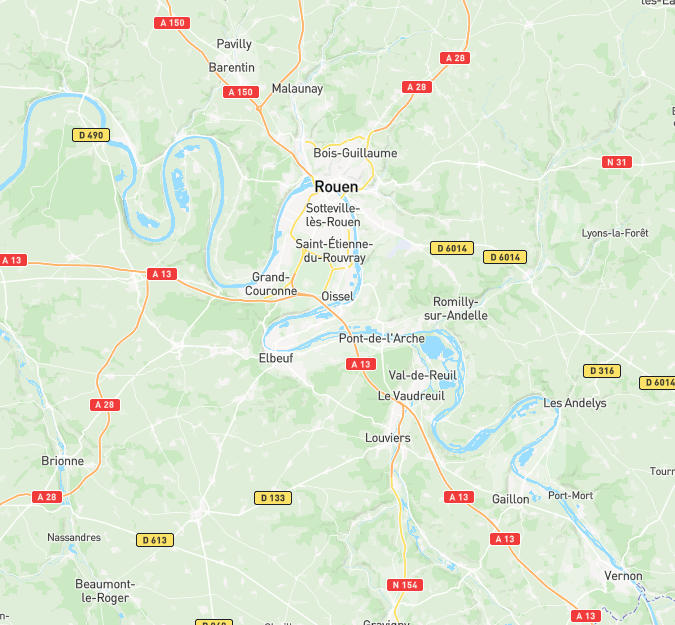 A 150
Pavilly
Barentin
A 28
A 150
Malaunay
A 28
D 490
Bois-Guillaume
N 31
Rouen
Sotteville-
lès-Rouen
Lyons-la-Forêt
Saint-Étienne-
du-Rouvray
D 6014
D 6014
A 13
A 13
Grand-
Couronne
Oissel
Romilly-
sur-Andelle
Pont-de-l'Arche
Elbeuf
A 13
Val-de-Reuil
D 316
D 6014
Le Vaudreuil
Les Andelys
A 28
Louviers
Brionne
Tourn
A 28
D 133
A 13
Gaillon
Port-Mort
Nassandres
D 613
A 13
Beaumont-
le-Roger
N 154
Vernon
A 13
Gravigny